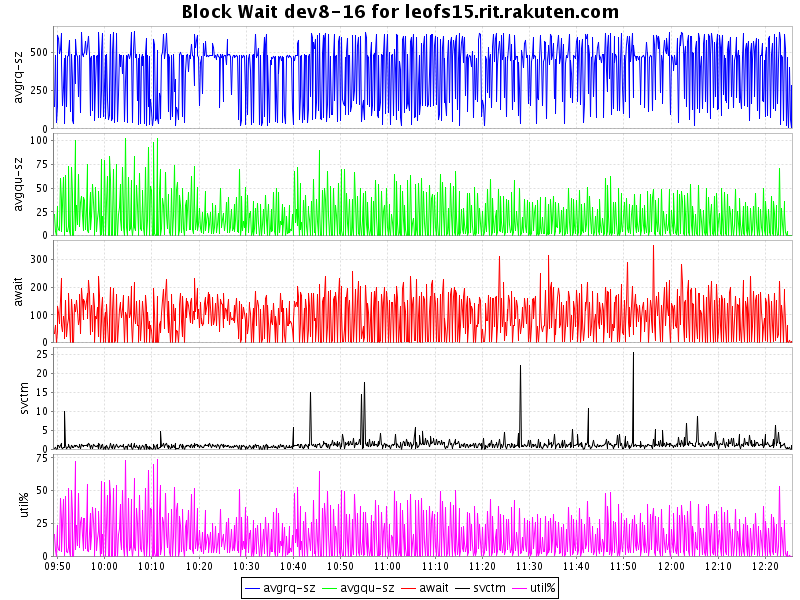 Block Wait dev8-16 for leofs15.rit.rakuten.com
avgrq-sz
500
250
0
avgqu-sz
100
75
50
25
0
await
300
200
100
0
svctm
25
20
15
10
5
0
util%
75
50
25
0
09:50 10:00 10:10 10:20 10:30 10:40 10:50 11:00 11:10 11:20 11:30 11:40 11:50 12:00 12:10 12:20
avgrq-sz avgqu-sz await svctm util%